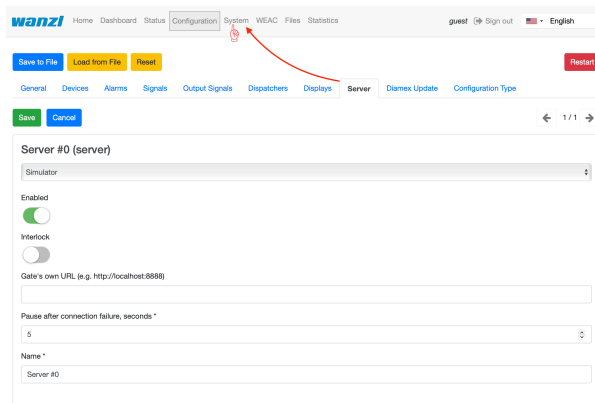 wanzl Home Dashboard Status Configuration System WEAC Files Statistics guest Sign out English
Save to File Load from File Reset Restart
General Devices Alarms Signals Output Signals Dispatchers Displays Server Diamex Update Configuration Type
Save Cancel 1 / 1
Server #0 (server)
Simulator
Enabled
Interlock
Gate's own URL (e.g. http://localhost:8888)
Pause after connection failure, seconds *
5
Name *
Server #0